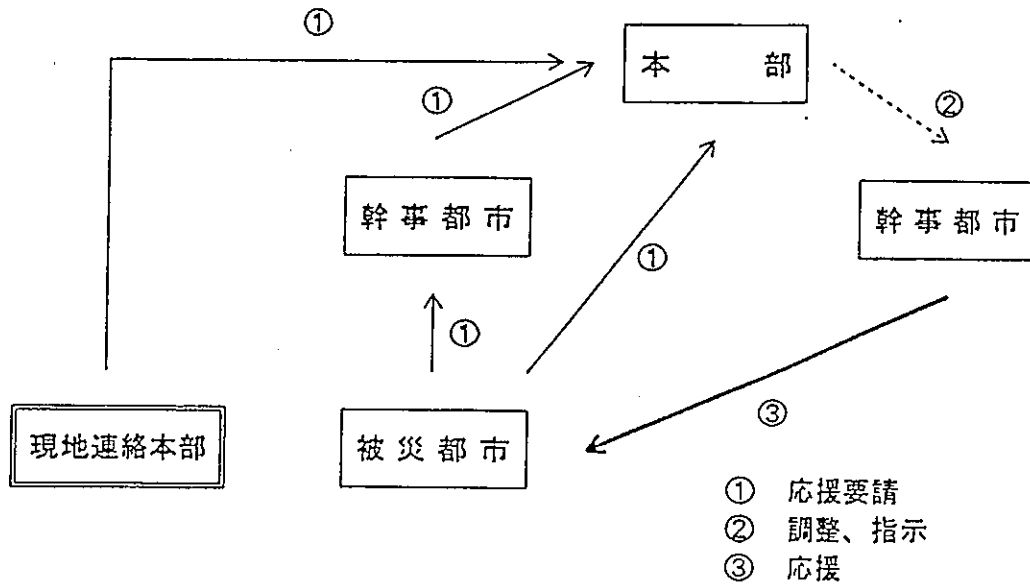 ①
本部
①
②
幹事都市
幹事都市
①
①
③
現地連絡本部
被災都市
① 応援要請
② 調整、指示
③ 応援